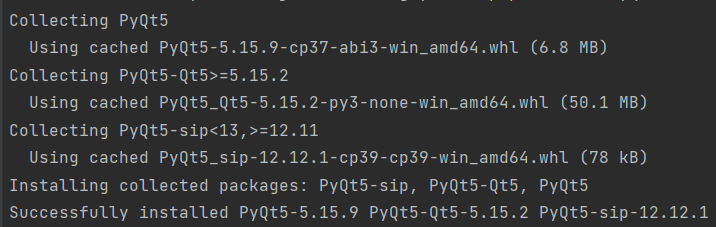 Collecting PyQt5
Using cached PyQt5-5.15.9-cp37-abi3-win_amd64.whl (6.8 MB)
Collecting PyQt5-Qt5>=5.15.2
Using cached PyQt5_Qt5-5.15.2-py3-none-win_amd64.whl (50.1 MB)
Collecting PyQt5-sip<13,>=12.11
Using cached PyQt5_sip-12.12.1-cp39-cp39-win_amd64.whl (78 kB)
Installing collected packages: PyQt5-sip, PyQt5-Qt5, PyQt5
Successfully installed PyQt5-5.15.9 PyQt5-Qt5-5.15.2 PyQt5-sip-12.12.1